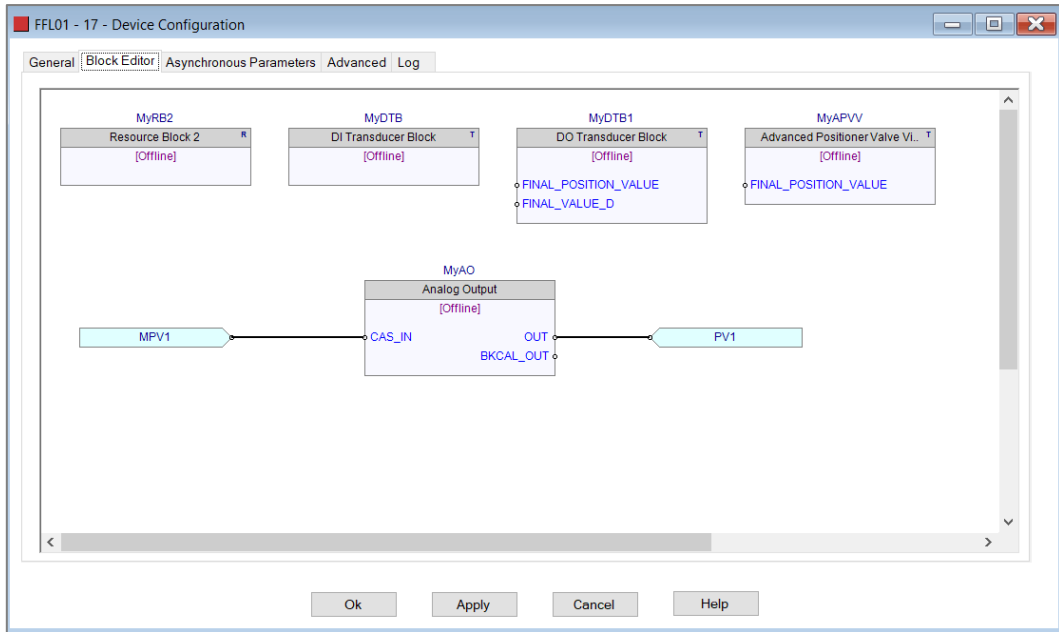 FFL01 - 17 - Device Configuration
General Block Editor Asynchronous Parameters Advanced Log
MyRB2 MyDTB MyDTB1 MyAPVV
Resource Block 2 R DI Transducer Block T DO Transducer Block T Advanced Positioner Valve Vi.. T
[Offline] [Offline] [Offline] [Offline]
FINAL_POSITION_VALUE FINAL_POSITION_VALUE
FINAL_VALUE_D
MyAO
Analog Output
[Offline]
MPV1 CAS_IN OUT PV1
BKCAL_OUT
Ok Apply Cancel Help